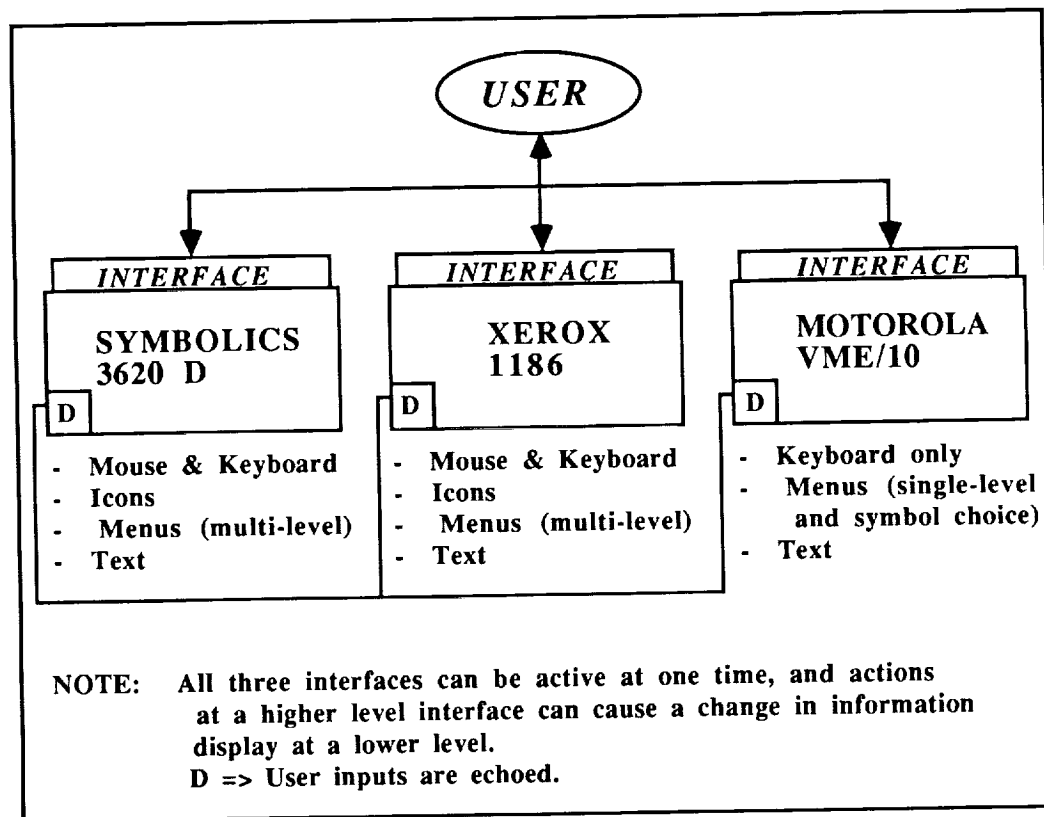 USER
INTERFACE
SYMBOLICS
3620 D
D
- Mouse & Keyboard
- Icons
- Menus (multi-level)
- Text
INTERFACE
XEROX
1186
D
- Mouse & Keyboard
- Icons
- Menus (multi-level)
- Text
INTERFACE
MOTOROLA
VME/10
D
- Keyboard only
- Menus (single-level
and symbol choice)
- Text
NOTE: All three interfaces can be active at one time, and actions
at a higher level interface can cause a change in information
display at a lower level.
D => User inputs are echoed.